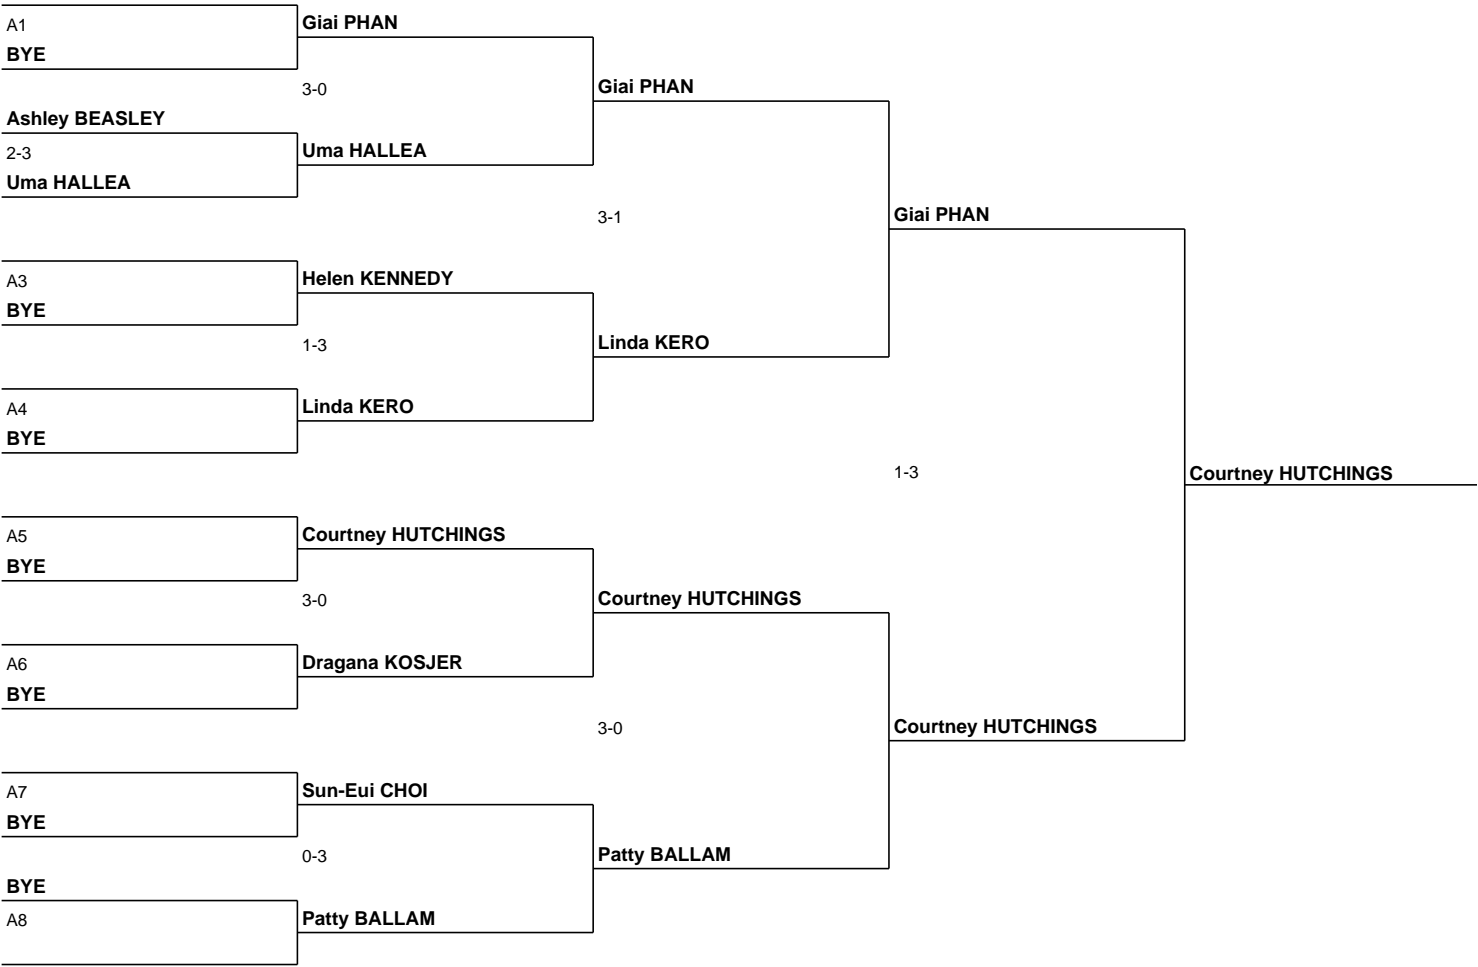 A1
Giai PHAN
BYE
3-0
Giai PHAN
Ashley BEASLEY
2-3
Uma HALLEA
Uma HALLEA
3-1
Giai PHAN
A3
Helen KENNEDY
BYE
1-3
Linda KERO
A4
Linda KERO
BYE
1-3
Courtney HUTCHINGS
A5
Courtney HUTCHINGS
BYE
3-0
Courtney HUTCHINGS
A6
Dragana KOSJER
BYE
3-0
Courtney HUTCHINGS
A7
Sun-Eui CHOI
BYE
0-3
Patty BALLAM
BYE
A8
Patty BALLAM